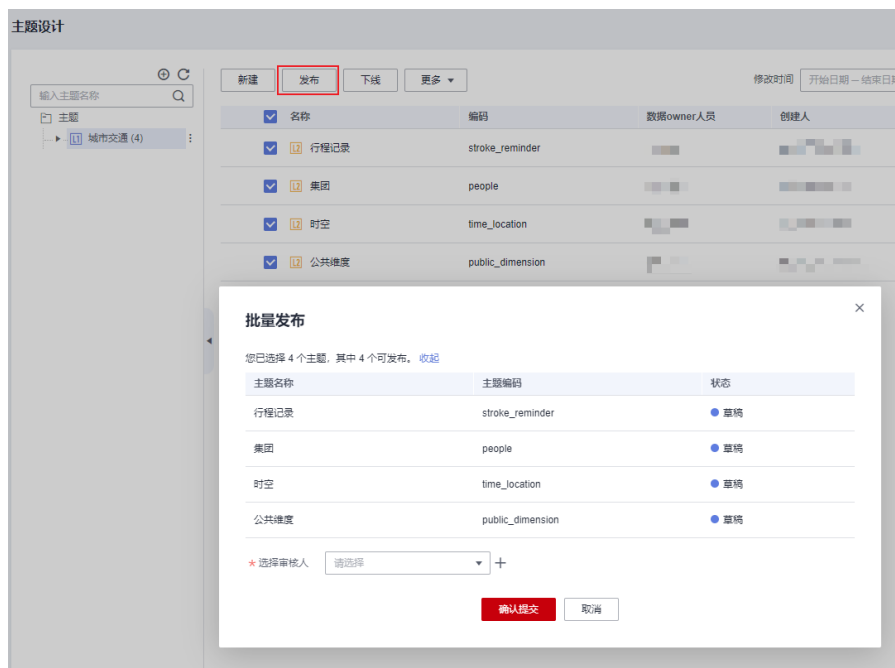 主题设计
新建 发布 下线 更多 修改时间 开始日期 – 结束日期
输入主题名称
主题
L1 城市交通 (4)
名称 编码 数据owner人员 创建人
L2 行程记录 stroke_reminder
L2 集团 people
L2 时空 time_location
L2 公共维度 public_dimension
批量发布
您已选择 4 个主题，其中 4 个可发布。 收起
主题名称 主题编码 状态
行程记录 stroke_reminder 草稿
集团 people 草稿
时空 time_location 草稿
公共维度 public_dimension 草稿
* 选择审核人 请选择
确认提交 取消